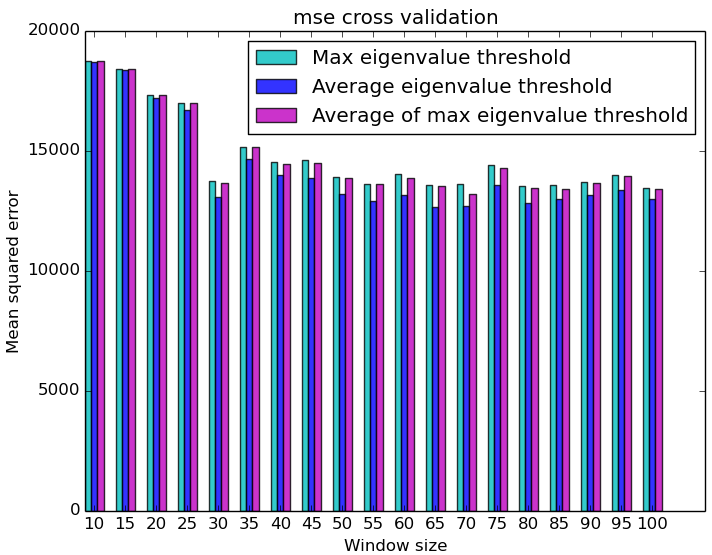 mse cross validation
20000
15000
10000
5000
0
Mean squared error
Max eigenvalue threshold
Average eigenvalue threshold
Average of max eigenvalue threshold
10 15 20 25 30 35 40 45 50 55 60 65 70 75 80 85 90 95 100
Window size